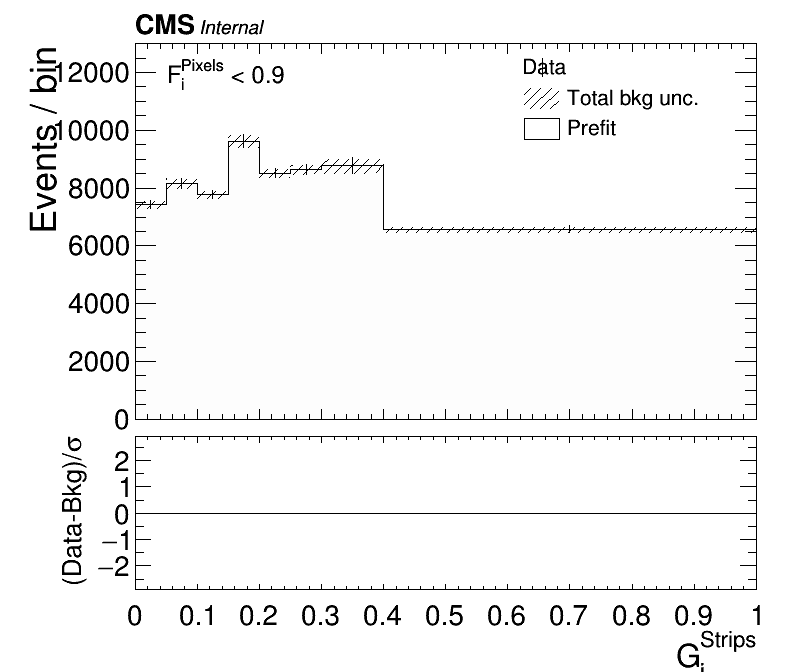 CMS Internal
Events / bin
12000
10000
8000
6000
4000
2000
0
F_i^Pixels < 0.9
Data
Total bkg unc.
Prefit
(Data-Bkg)/σ
2
1
0
−1
−2
0 0.1 0.2 0.3 0.4 0.5 0.6 0.7 0.8 0.9 1
G_i^Strips